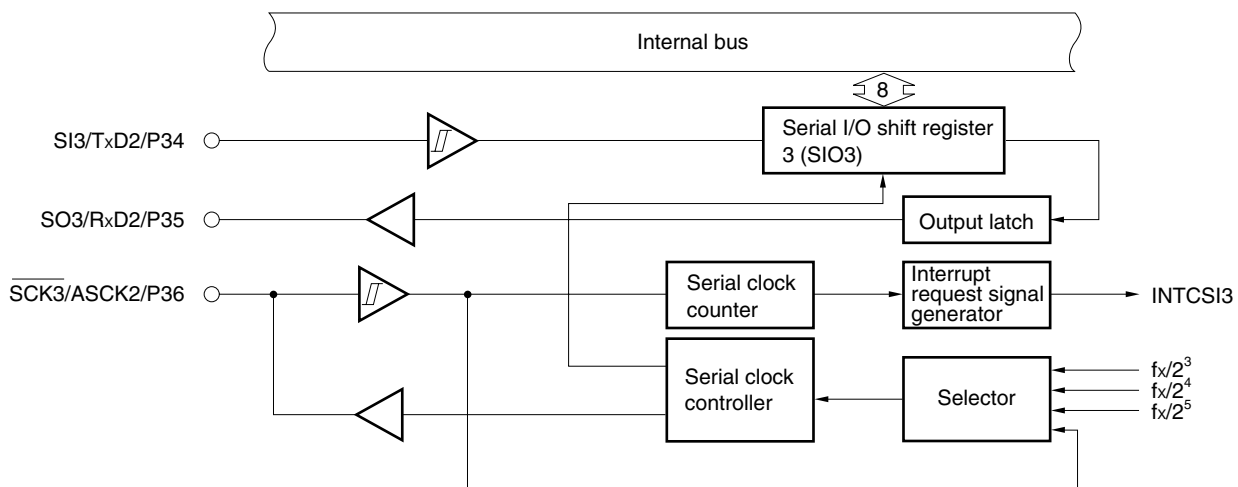 Internal bus
8
SI3/TxD2/P34
Serial I/O shift register
3 (SIO3)
SO3/RxD2/P35
Output latch
SCK3/ASCK2/P36
Serial clock
counter
Interrupt
request signal
generator
INTCSI3
Serial clock
controller
Selector
fx/2³
fx/2⁴
fx/2⁵